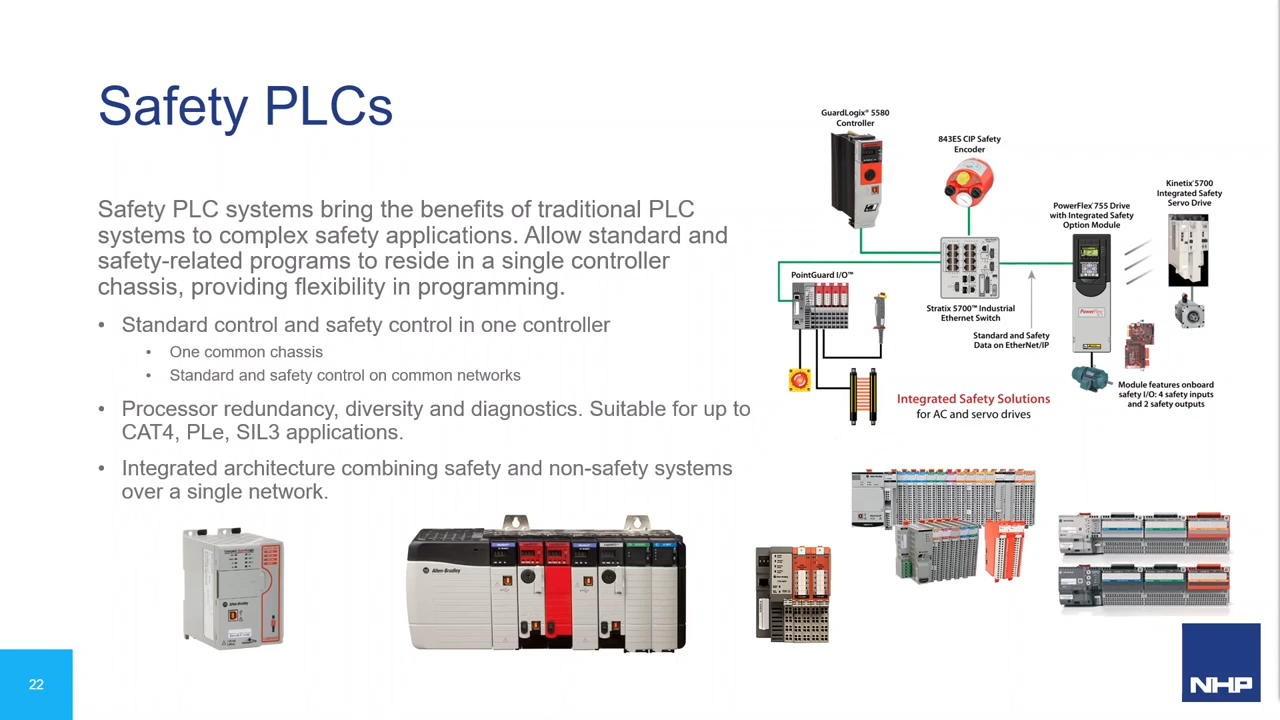 Safety PLCs
Safety PLC systems bring the benefits of traditional PLC
systems to complex safety applications. Allow standard and
safety-related programs to reside in a single controller
chassis, providing flexibility in programming.
• Standard control and safety control in one controller
• One common chassis
• Standard and safety control on common networks
• Processor redundancy, diversity and diagnostics. Suitable for up to
CAT4, PLe, SIL3 applications.
• Integrated architecture combining safety and non-safety systems
over a single network.
GuardLogix® 5580
Controller
843ES CIP Safety
Encoder
Kinetix® 5700
Integrated Safety
Servo Drive
PowerFlex® 755 Drive
with Integrated Safety
Option Module
PointGuard I/O™
Stratix 5700™ Industrial
Ethernet Switch
Standard and Safety
Data on EtherNet/IP
PowerFlex
Module features onboard
safety I/O: 4 safety inputs
and 2 safety outputs
Integrated Safety Solutions
for AC and servo drives
Allen-Bradley
Allen-Bradley
22
NHP